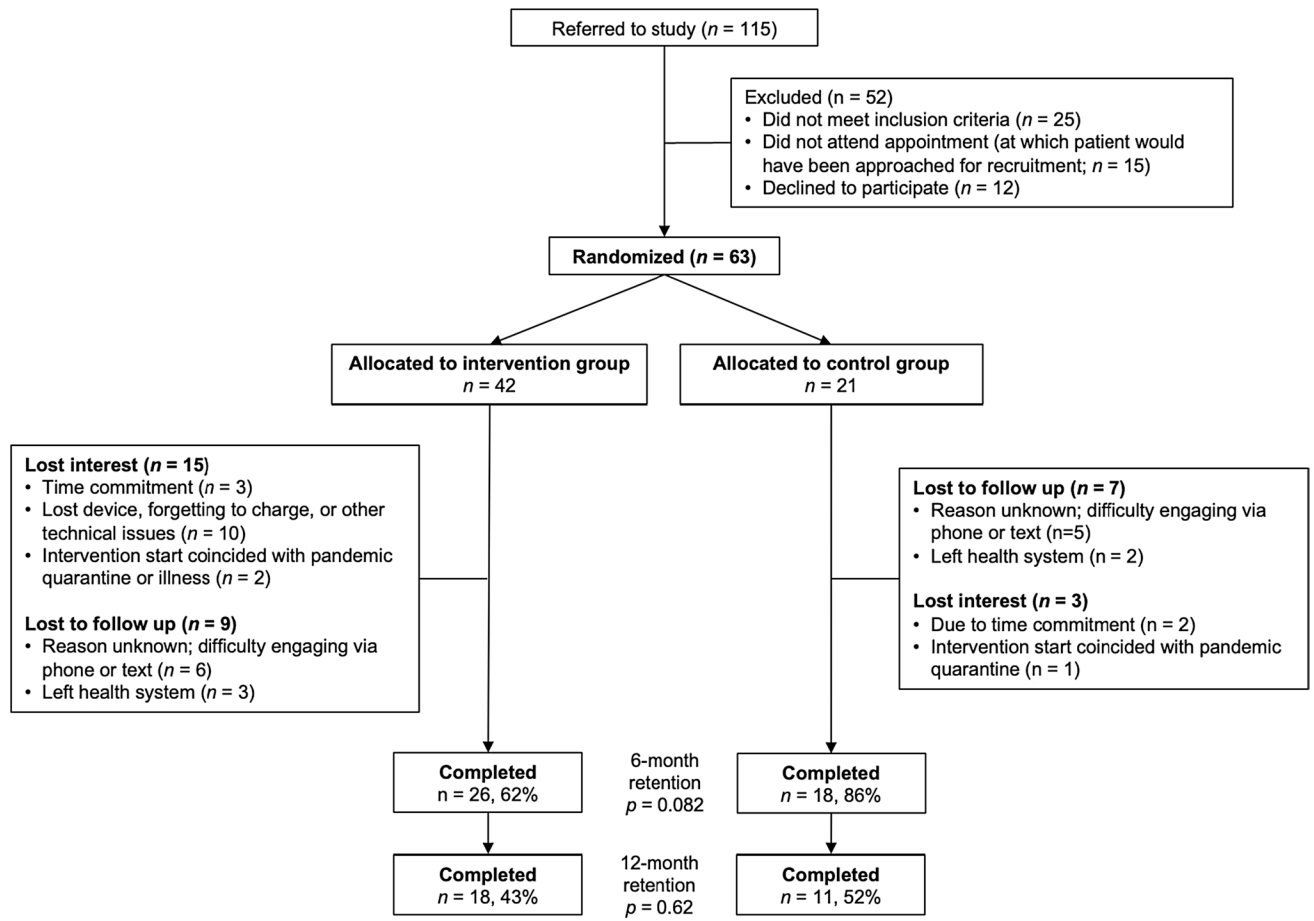 Referred to study (n = 115)
Excluded (n = 52)
• Did not meet inclusion criteria (n = 25)
• Did not attend appointment (at which patient would
have been approached for recruitment; n = 15)
• Declined to participate (n = 12)
Randomized (n = 63)
Allocated to intervention group
n = 42
Allocated to control group
n = 21
Lost interest (n = 15)
• Time commitment (n = 3)
• Lost device, forgetting to charge, or other
technical issues (n = 10)
• Intervention start coincided with pandemic
quarantine or illness (n = 2)
Lost to follow up (n = 9)
• Reason unknown; difficulty engaging via
phone or text (n = 6)
• Left health system (n = 3)
Lost to follow up (n = 7)
• Reason unknown; difficulty engaging via
phone or text (n=5)
• Left health system (n = 2)
Lost interest (n = 3)
• Due to time commitment (n = 2)
• Intervention start coincided with pandemic
quarantine (n = 1)
Completed
n = 26, 62%
6-month
retention
p = 0.082
Completed
n = 18, 86%
Completed
n = 18, 43%
12-month
retention
p = 0.62
Completed
n = 11, 52%